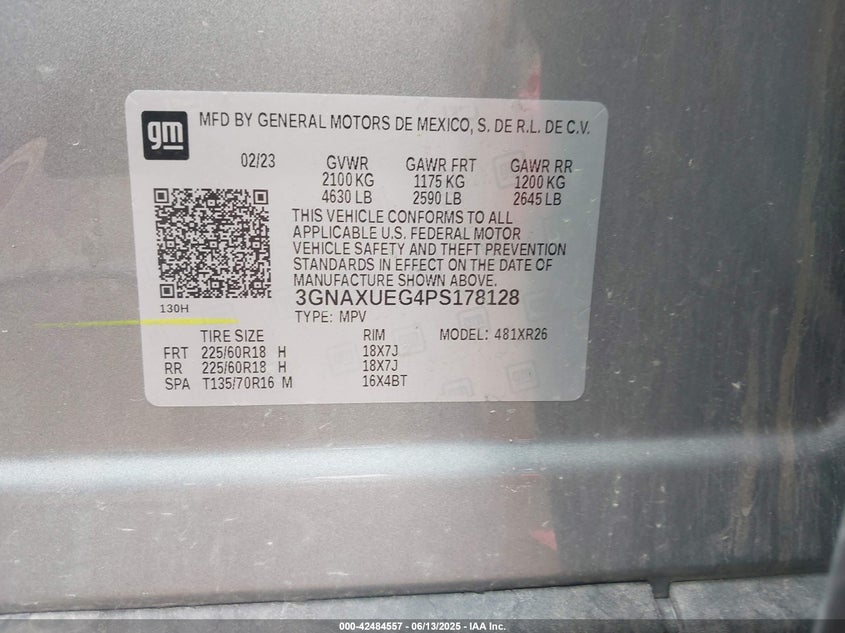 gm
MFD BY GENERAL MOTORS DE MEXICO, S. DE R.L. DE C.V.
02/23 GVWR GAWR FRT GAWR RR
2100 KG 1175 KG 1200 KG
4630 LB 2590 LB 2645 LB
THIS VEHICLE CONFORMS TO ALL
APPLICABLE U.S. FEDERAL MOTOR
VEHICLE SAFETY AND THEFT PREVENTION
STANDARDS IN EFFECT ON THE DATE OF
MANUFACTURE SHOWN ABOVE.
3GNAXUEG4PS178128
130H
TYPE: MPV
TIRE SIZE RIM MODEL: 481XR26
FRT 225/60R18 H 18X7J
RR 225/60R18 H 18X7J
SPA T135/70R16 M 16X4BT
000-42484557 - 06/13/2025 - IAA Inc.